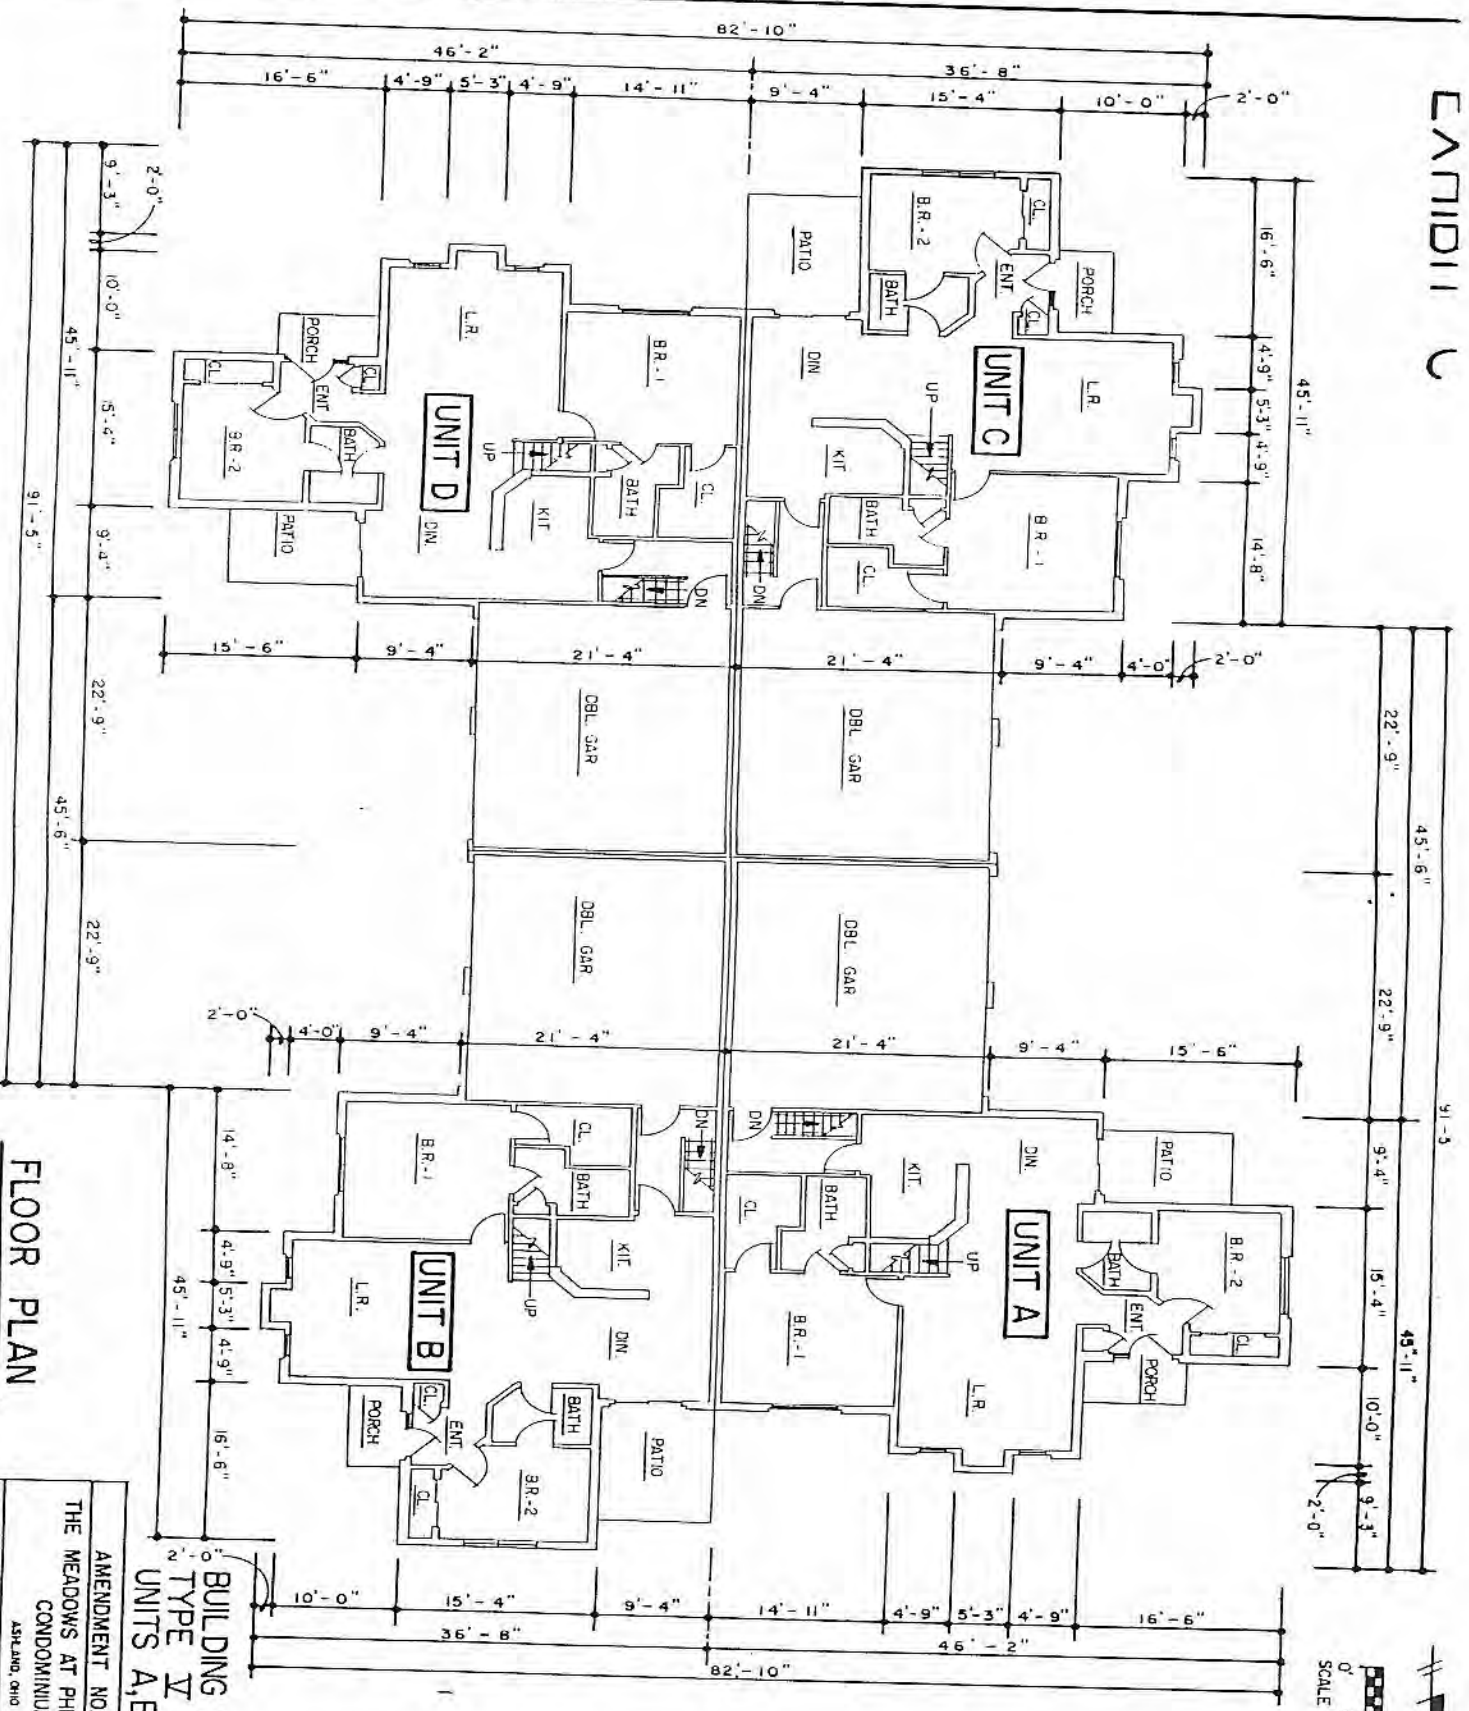 82'-10"
46'-2"
36'-8"
16'-6"
4'-9"
5'-3"
4'-9"
14'-11"
9'-4"
15'-4"
10'-0"
2'-0"
9'-3"
2'-0"
10'-0"
15'-4"
9'-4"
45'-11"
91'-5"
22'-9"
45'-6"
22'-9"
16'-6"
4'-9"
5'-3"
4'-9"
14'-8"
45'-11"
B.R.-2
CL.
PATIO
BATH
ENT
PORCH
CL.
DIN.
UNIT C
L.R.
UP
KIT
BATH
B.R.-1
CL.
DN
L.R.
B.R.-1
PORCH
CL
ENT
CL
B.R.-2
BATH
UNIT D
UP
KIT
BATH
CL.
DIN.
PATIO
DN
15'-6"
9'-4"
21'-4"
21'-4"
9'-4"
4'-0"
2'-0"
DBL. GAR
DBL. GAR
DBL. GAR
DBL. GAR
22'-9"
45'-6"
22'-9"
91'-5
2'-0"
4'-0"
9'-4"
21'-4"
21'-4"
9'-4"
15'-6"
DN
CL.
BATH
B.R.-1
KIT.
UNIT B
L.R.
UP
DIN.
CL.
ENT.
BATH
PORCH
CL.
B.R.-2
PATIO
DN
DIN.
PATIO
KIT.
BATH
CL.
UNIT A
UP
B.R.-2
BATH
ENT.
CL.
PORCH
B.R.-1
L.R.
14'-8"
4'-9"
5'-3"
4'-9"
16'-6"
45'-11"
9'-4"
15'-4"
10'-0"
9'-3"
2'-0"
45'-11"
2'-0"
10'-0"
15'-4"
9'-4"
14'-11"
4'-9"
5'-3"
4'-9"
16'-6"
36'-8"
46'-2"
82'-10"
FLOOR PLAN
BUILDING
TYPE V
UNITS A,
AMENDMENT NO
THE MEADOWS AT
ASHLAND, OHIO
0'
SCALE